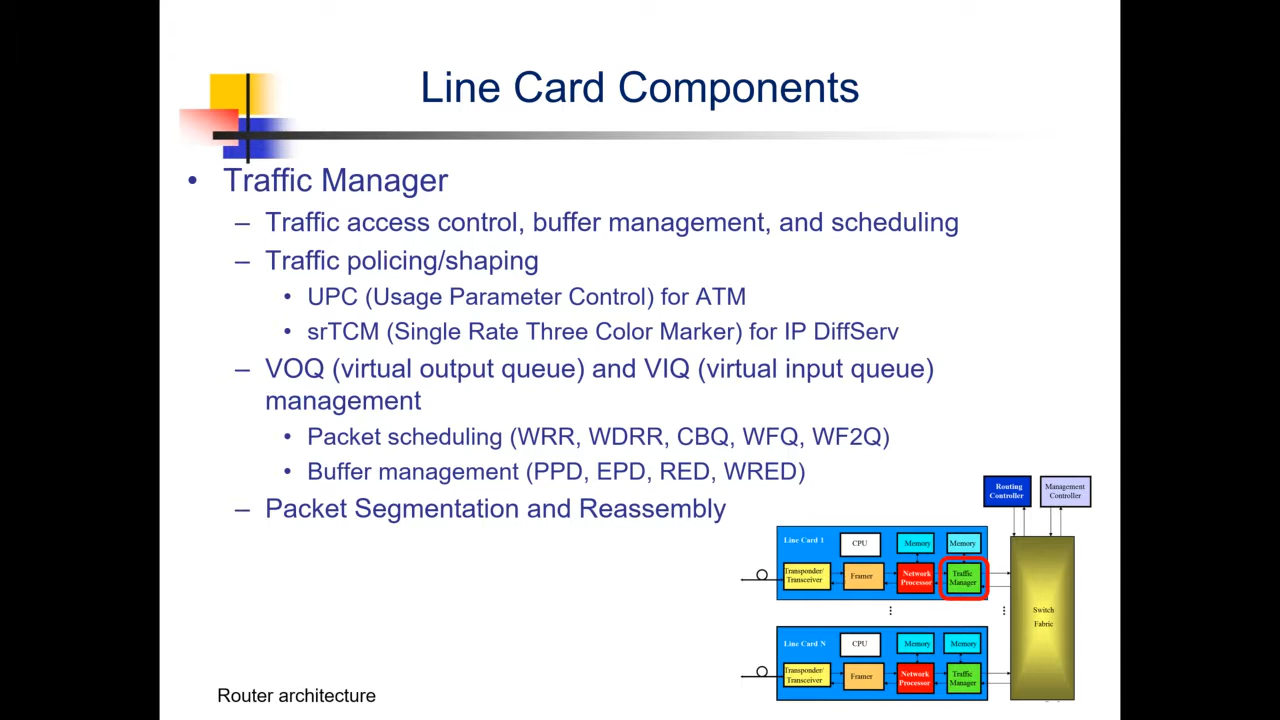 Line Card Components
• Traffic Manager
– Traffic access control, buffer management, and scheduling
– Traffic policing/shaping
• UPC (Usage Parameter Control) for ATM
• srTCM (Single Rate Three Color Marker) for IP DiffServ
– VOQ (virtual output queue) and VIQ (virtual input queue)
management
• Packet scheduling (WRR, WDRR, CBQ, WFQ, WF2Q)
• Buffer management (PPD, EPD, RED, WRED)
– Packet Segmentation and Reassembly
Routing
Controller
Management
Controller
Line Card 1
CPU
Memory
Memory
Transponder/
Transceiver
Framer
Network
Processor
Traffic
Manager
Switch
Fabric
Line Card N
CPU
Memory
Memory
Transponder/
Transceiver
Framer
Network
Processor
Traffic
Manager
Router architecture